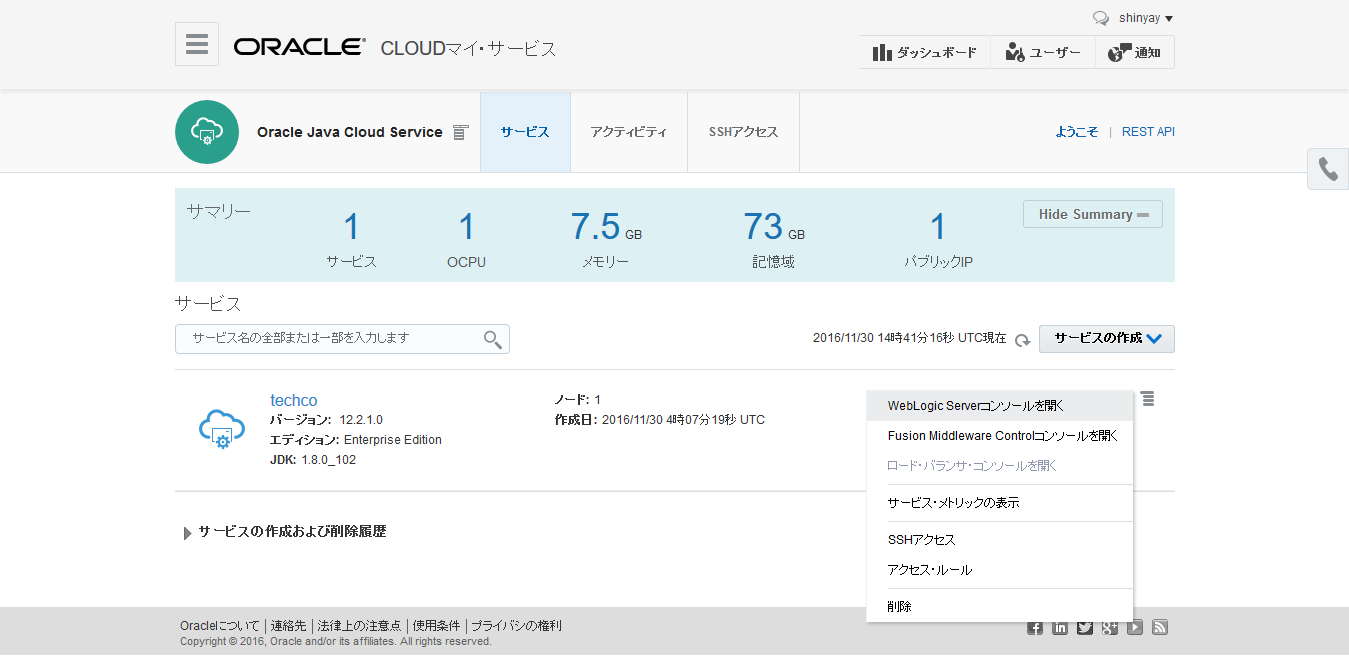 shinyay
ORACLE CLOUDマイ・サービス
ダッシュボード ユーザー 通知
Oracle Java Cloud Service サービス アクティビティ SSHアクセス ようこそ | REST API
サマリー
1 1 7.5 GB 73 GB 1
サービス OCPU メモリー 記憶域 パブリックIP
Hide Summary
サービス
サービス名の全部または一部を入力します
2016/11/30 14時41分16秒 UTC現在
サービスの作成
techco
バージョン: 12.2.1.0
エディション: Enterprise Edition
JDK: 1.8.0_102
ノード: 1
作成日: 2016/11/30 4時07分19秒 UTC
WebLogic Serverコンソールを開く
Fusion Middleware Controlコンソールを開く
ロード・バランサ・コンソールを開く
サービス・メトリックの表示
SSHアクセス
アクセス・ルール
削除
サービスの作成および削除履歴
Oracleについて | 連絡先 | 法律上の注意点 | 使用条件 | プライバシの権利
Copyright © 2016, Oracle and/or its affiliates. All rights reserved.